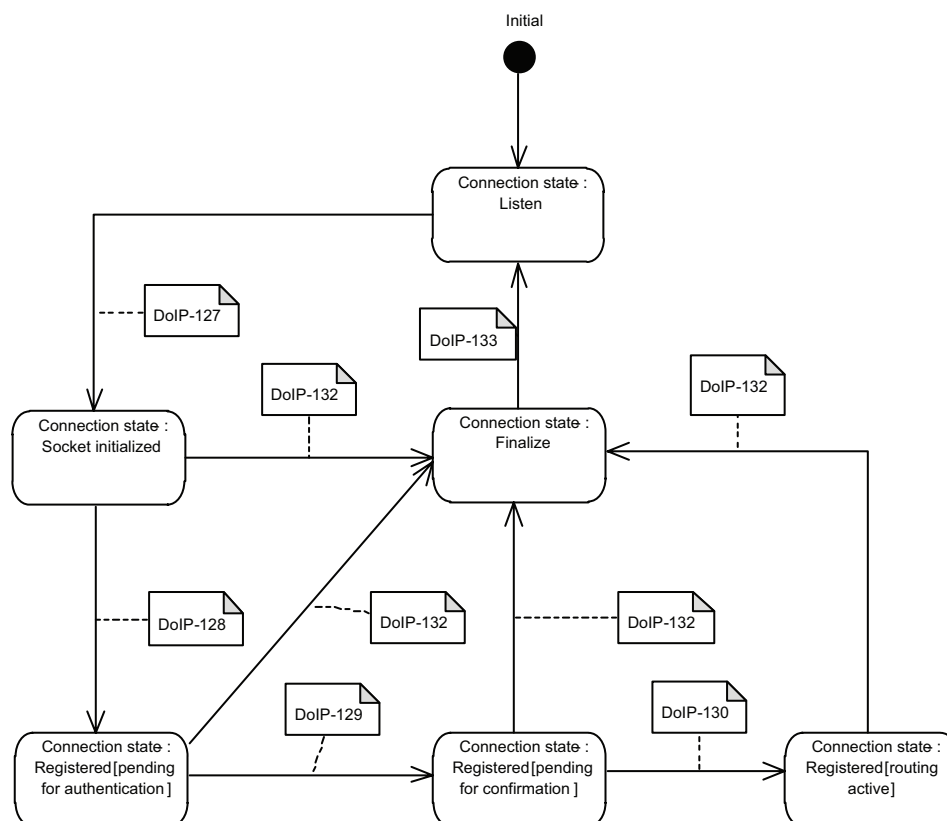 Initial
Connection state :
Listen
DoIP-127
DoIP-133
DoIP-132
DoIP-132
Connection state :
Socket initialized
Connection state :
Finalize
DoIP-128
DoIP-132
DoIP-132
DoIP-129
DoIP-130
Connection state :
Registered[pending
for authentication ]
Connection state :
Registered[pending
for confirmation ]
Connection state :
Registered[routing
active]